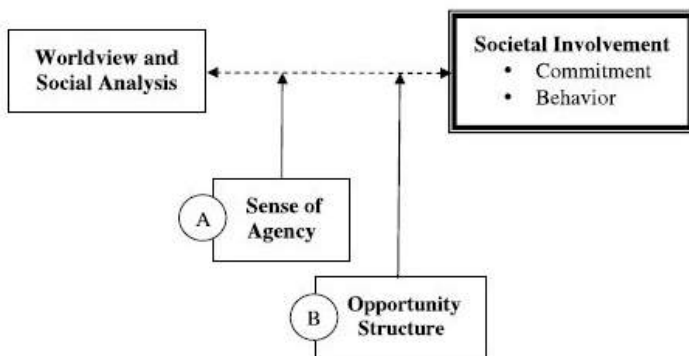 Worldview and
Social Analysis
Societal Involvement
• Commitment
• Behavior
A
Sense of
Agency
B
Opportunity
Structure